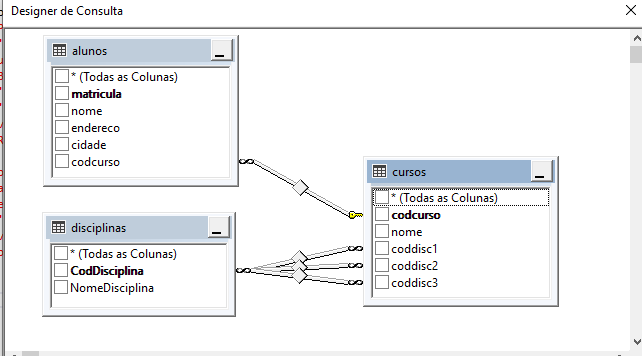 Designer de Consulta
alunos
* (Todas as Colunas)
matricula
nome
endereco
cidade
codcurso
disciplinas
* (Todas as Colunas)
CodDisciplina
NomeDisciplina
cursos
* (Todas as Colunas)
codcurso
nome
coddisc1
coddisc2
coddisc3